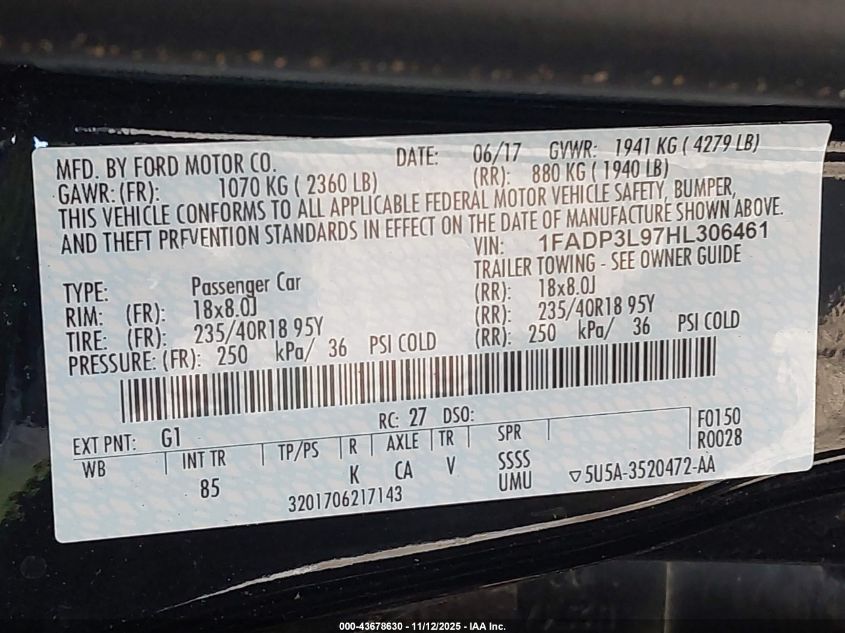 MFD. BY FORD MOTOR CO. DATE: 06/17 GVWR: 1941 KG ( 4279 LB)
GAWR: (FR): 1070 KG ( 2360 LB) (RR): 880 KG ( 1940 LB)
THIS VEHICLE CONFORMS TO ALL APPLICABLE FEDERAL MOTOR VEHICLE SAFETY, BUMPER,
AND THEFT PREVENTION STANDARDS IN EFFECT ON THE DATE OF MANUFACTURE SHOWN ABOVE.
VIN: 1FADP3L97HL306461
TRAILER TOWING - SEE OWNER GUIDE
TYPE: Passenger Car
RIM: (FR): 18x8.0J (RR): 18x8.0J
TIRE: (FR): 235/40R18 95Y (RR): 235/40R18 95Y
PRESSURE: (FR): 250 kPa/ 36 PSI COLD (RR): 250 kPa/ 36 PSI COLD
EXT PNT: G1 RC: 27 DSO: F0150
WB INT TR TP/PS R AXLE TR SPR R0028
85 K CA V SSSS
UMU ▽5U5A-3520472-AA
3201706217143
000-43678630 - 11/12/2025 - IAA Inc.